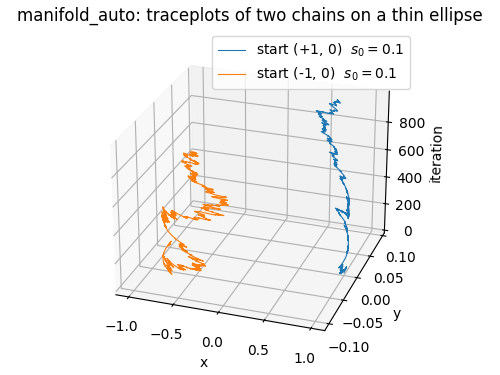 manifold_auto: traceplots of two chains on a thin ellipse
start (+1, 0) s₀ = 0.1
start (-1, 0) s₀ = 0.1
800
600
400
200
0
iteration
0.10
0.05
0.00
−0.05
−0.10
y
−1.0
−0.5
0.0
0.5
1.0
x